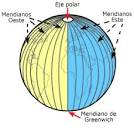 Eje polar
Meridianos
Oeste
Meridianos
Este
Meridiano de
Greenwich